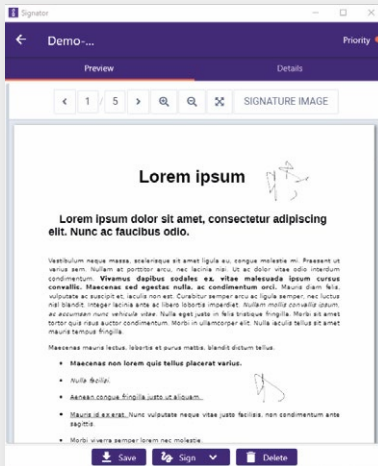 Signator
Demo-...
Priority
Preview
Details
1 / 5
SIGNATURE IMAGE
Lorem ipsum
Lorem ipsum dolor sit amet, consectetur adipiscing
elit. Nunc ac faucibus odio.
Vestibulum neque massa, scelerisque sit amet ligula eu, congue molestie mi. Praesent ut
varius sem. Nullam at porttitor arcu, nec lacinia nisi. Ut ac dolor vitae odio interdum
condimentum. Vivamus dapibus sodales ex, vitae malesuada ipsum cursus
convallis. Maecenas sed egestas nulla, ac condimentum orci. Mauris diam felis,
vulputate ac suscipit et, iaculis non est. Curabitur semper arcu ac ligula semper, nec luctus
nisl blandit. Integer lacinia ante ac libero lobortis imperdiet. Nullam mollis convallis ipsum,
ac accumsan nunc vehicula vitae. Nulla eget justo in felis tristique fringilla. Morbi sit amet
tortor quis risus auctor condimentum. Morbi in ullamcorper elit. Nulla iaculis tellus sit amet
mauris tempus fringilla.
Maecenas mauris lectus, lobortis et purus mattis, blandit dictum tellus.
• Maecenas non lorem quis tellus placerat varius.
• Nulla facilisi.
• Aenean congue fringilla justo ut aliquam.
• Mauris id ex erat. Nunc vulputate neque vitae justo facilisis, non condimentum ante
sagittis.
• Morbi viverra semper lorem nec molestie.
Save
Sign
Delete